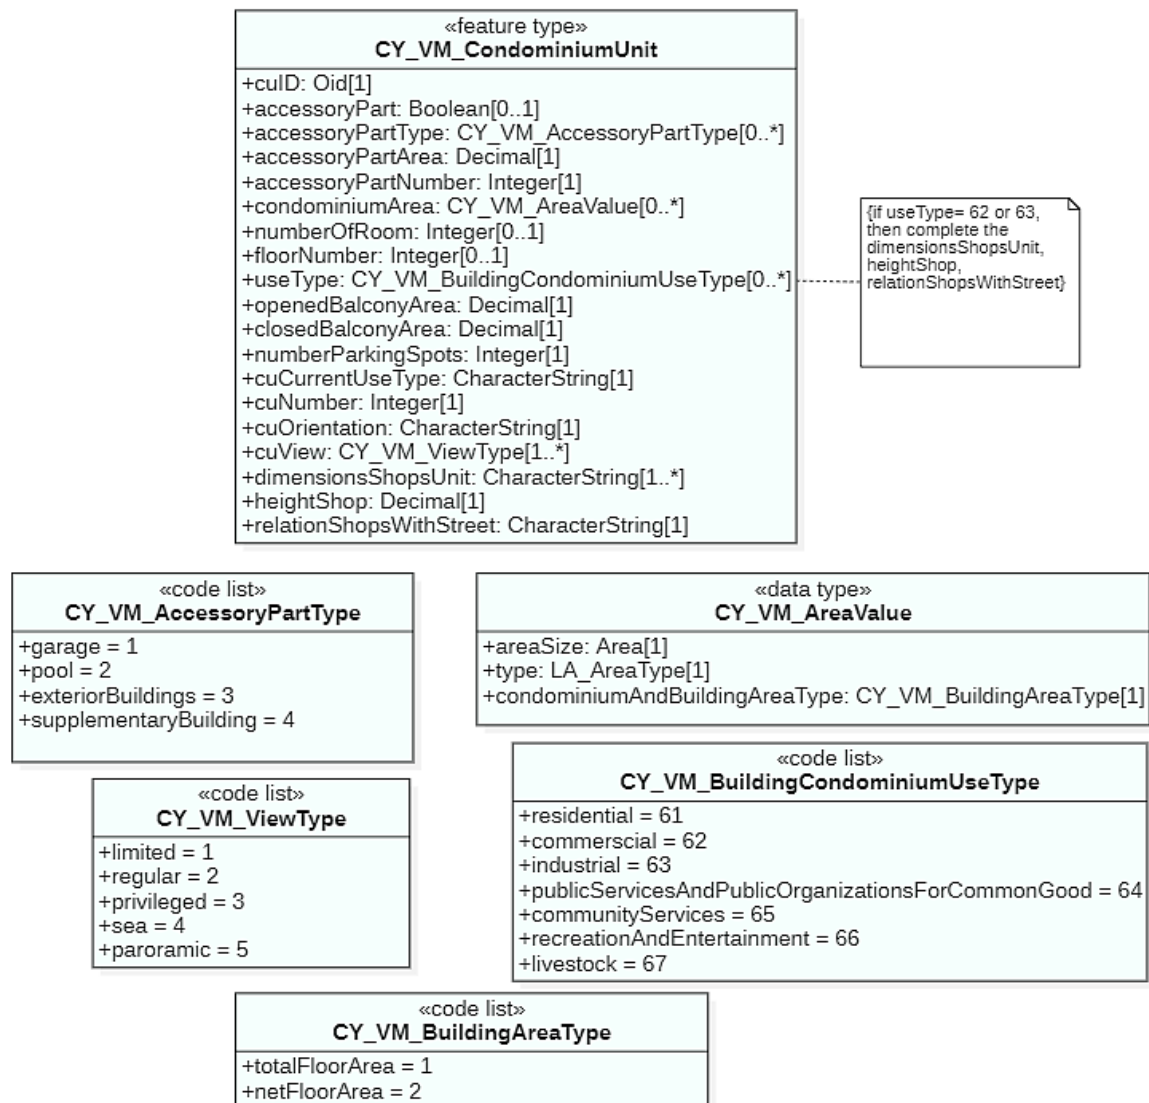 «feature type»
CY_VM_CondominiumUnit
+cuID: Oid[1]
+accessoryPart: Boolean[0..1]
+accessoryPartType: CY_VM_AccessoryPartType[0..*]
+accessoryPartArea: Decimal[1]
+accessoryPartNumber: Integer[1]
+condominiumArea: CY_VM_AreaValue[0..*]
+numberOfRoom: Integer[0..1]
+floorNumber: Integer[0..1]
+useType: CY_VM_BuildingCondominiumUseType[0..*]
+openedBalconyArea: Decimal[1]
+closedBalconyArea: Decimal[1]
+numberParkingSpots: Integer[1]
+cuCurrentUseType: CharacterString[1]
+cuNumber: Integer[1]
+cuOrientation: CharacterString[1]
+cuView: CY_VM_ViewType[1..*]
+dimensionsShopsUnit: CharacterString[1..*]
+heightShop: Decimal[1]
+relationShopsWithStreet: CharacterString[1]
{if useType= 62 or 63,
then complete the
dimensionsShopsUnit,
heightShop,
relationShopsWithStreet}
«code list»
CY_VM_AccessoryPartType
+garage = 1
+pool = 2
+exteriorBuildings = 3
+supplementaryBuilding = 4
«data type»
CY_VM_AreaValue
+areaSize: Area[1]
+type: LA_AreaType[1]
+condominiumAndBuildingAreaType: CY_VM_BuildingAreaType[1]
«code list»
CY_VM_ViewType
+limited = 1
+regular = 2
+privileged = 3
+sea = 4
+paroramic = 5
«code list»
CY_VM_BuildingCondominiumUseType
+residential = 61
+commerscial = 62
+industrial = 63
+publicServicesAndPublicOrganizationsForCommonGood = 64
+communityServices = 65
+recreationAndEntertainment = 66
+livestock = 67
«code list»
CY_VM_BuildingAreaType
+totalFloorArea = 1
+netFloorArea = 2